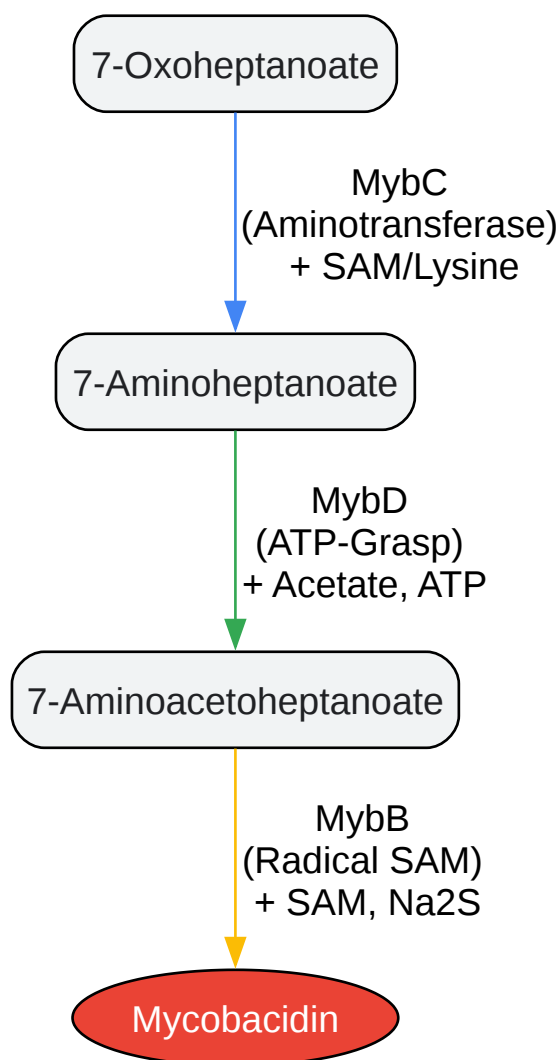 7-Oxoheptanoate
MybC
(Aminotransferase)
+ SAM/Lysine
7-Aminoheptanoate
MybD
(ATP-Grasp)
+ Acetate, ATP
7-Aminoacetoheptanoate
MybB
(Radical SAM)
+ SAM, Na2S
Mycobacidin